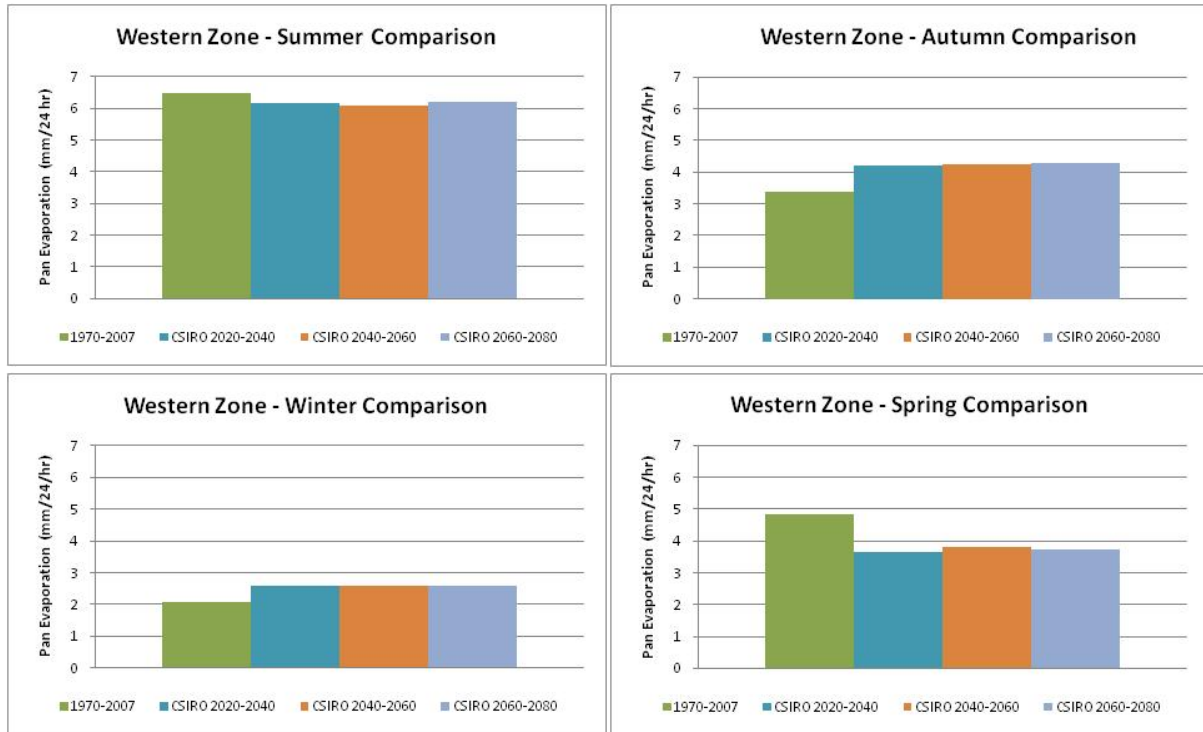 Western Zone - Summer Comparison
Pan Evaporation (mm/24 hr)
7
6
5
4
3
2
1
0
1970-2007 CSIRO 2020-2040 CSIRO 2040-2060 CSIRO 2060-2080
Western Zone - Autumn Comparison
Pan Evaporation (mm/24/hr)
7
6
5
4
3
2
1
0
1970-2007 CSIRO 2020-2040 CSIRO 2040-2060 CSIRO 2060-2080
Western Zone - Winter Comparison
Pan Evaporation (mm/24/hr)
7
6
5
4
3
2
1
0
1970-2007 CSIRO 2020-2040 CSIRO 2040-2060 CSIRO 2060-2080
Western Zone - Spring Comparison
Pan Evaporation (mm/24/hr)
7
6
5
4
3
2
1
0
1970-2007 CSIRO 2020-2040 CSIRO 2040-2060 CSIRO 2060-2080